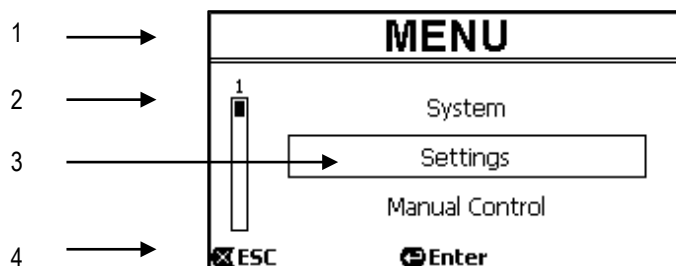 1 MENU
2 1 System
3 Settings
Manual Control
4 ESC Enter